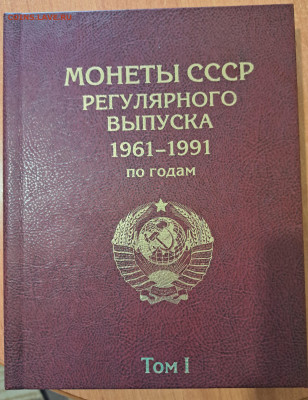 МОНЕТЫ СССР
РЕГУЛЯРНОГО
ВЫПУСКА
1961–1991
ПО ГОДАМ
ТОМ I